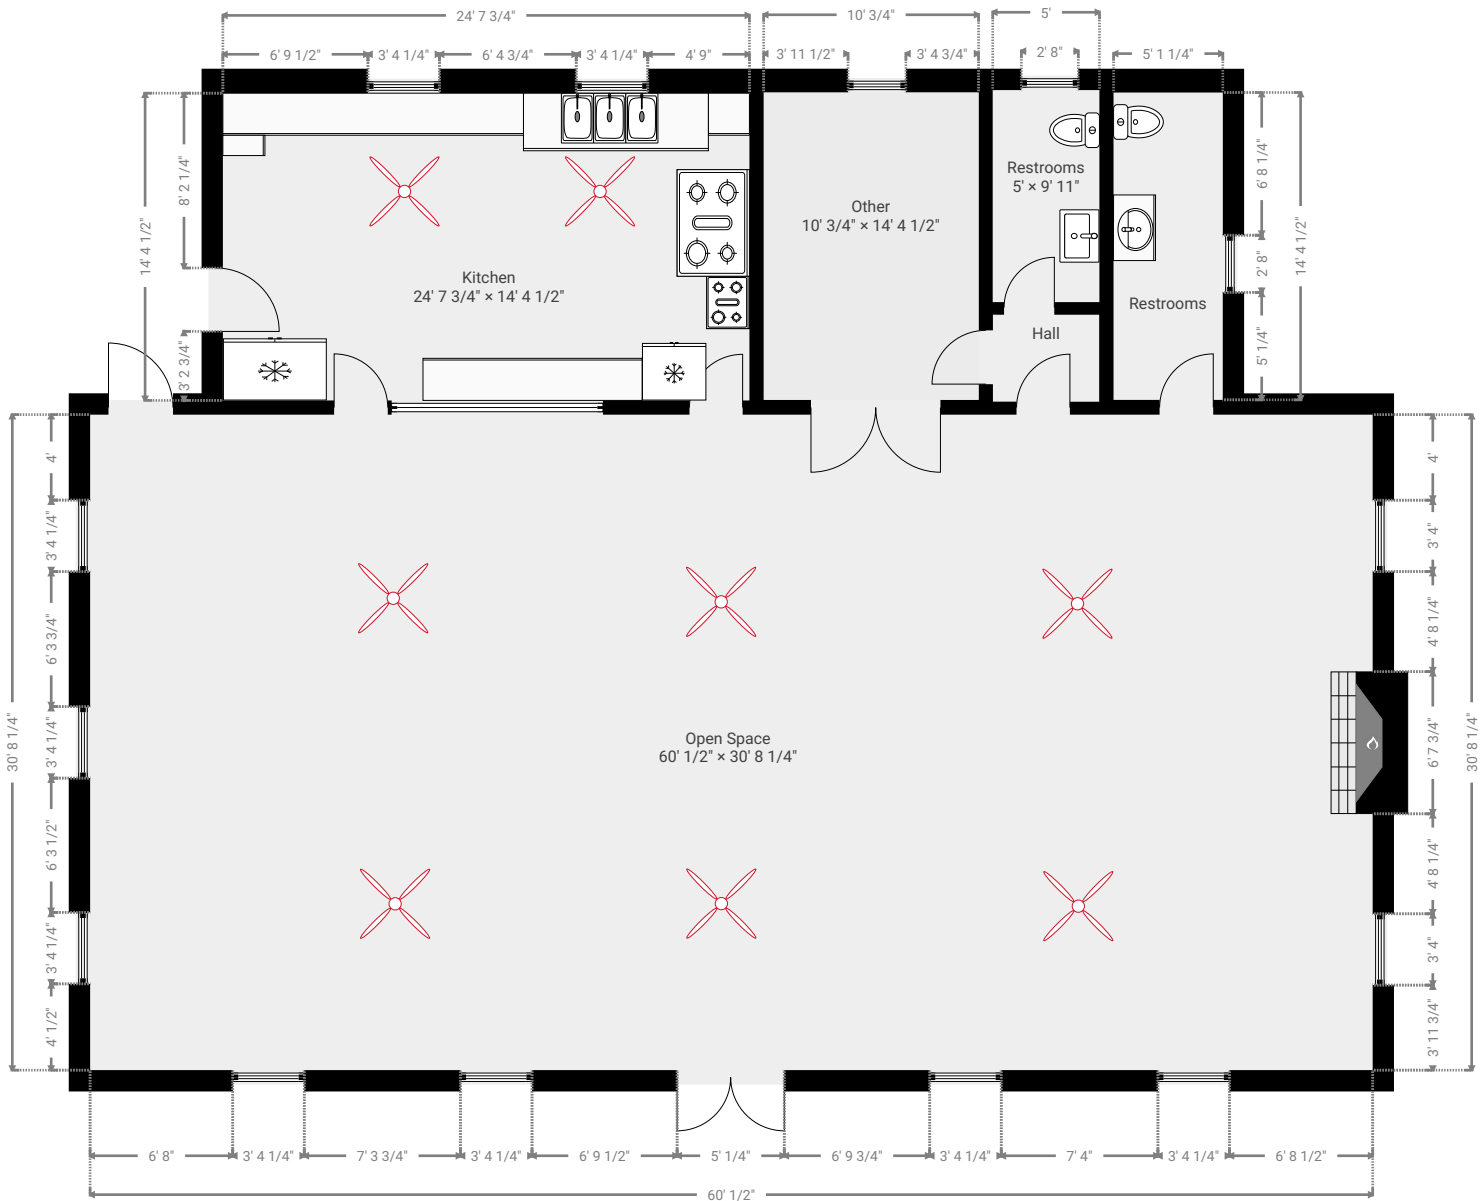 24' 7 3/4"
10' 3/4"
5'
6' 9 1/2"
3' 4 1/4"
6' 4 3/4"
3' 4 1/4"
4' 9"
3' 11 1/2"
3' 4 3/4"
2' 8"
5' 1 1/4"
14' 4 1/2"
8' 2 1/4"
3' 2 3/4"
Kitchen
24' 7 3/4" × 14' 4 1/2"
Other
10' 3/4" × 14' 4 1/2"
Restrooms
5' × 9' 11"
Hall
Restrooms
6' 8 1/4"
2' 8"
5' 1/4"
14' 4 1/2"
30' 8 1/4"
4'
3' 4 1/4"
6' 3 3/4"
3' 4 1/4"
6' 3 1/2"
3' 4 1/4"
4' 1/2"
Open Space
60' 1/2" × 30' 8 1/4"
4'
3' 4"
4' 8 1/4"
6' 7 3/4"
4' 8 1/4"
3' 4"
3' 11 3/4"
30' 8 1/4"
6' 8"
3' 4 1/4"
7' 3 3/4"
3' 4 1/4"
6' 9 1/2"
5' 1/4"
6' 9 3/4"
3' 4 1/4"
7' 4"
3' 4 1/4"
6' 8 1/2"
60' 1/2"